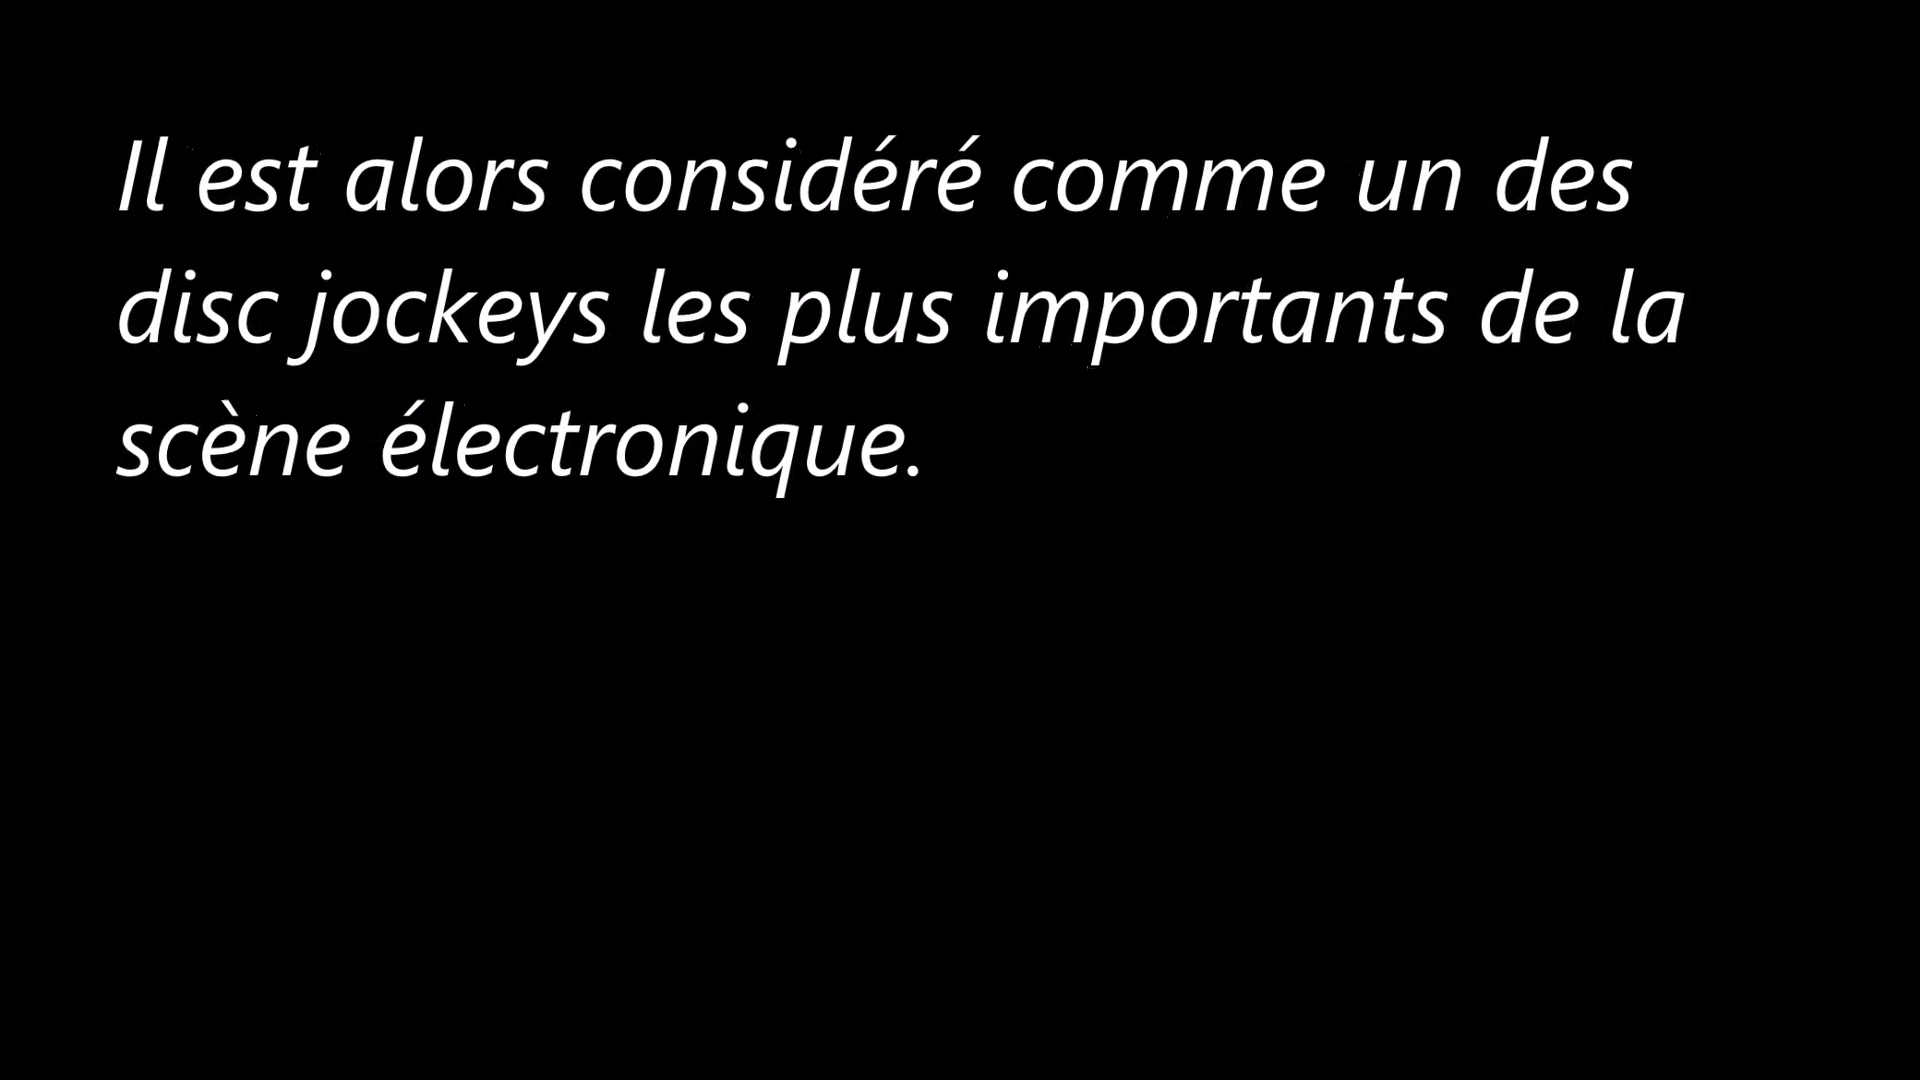 Il est alors considéré comme un des
disc jockeys les plus importants de la
scène électronique.